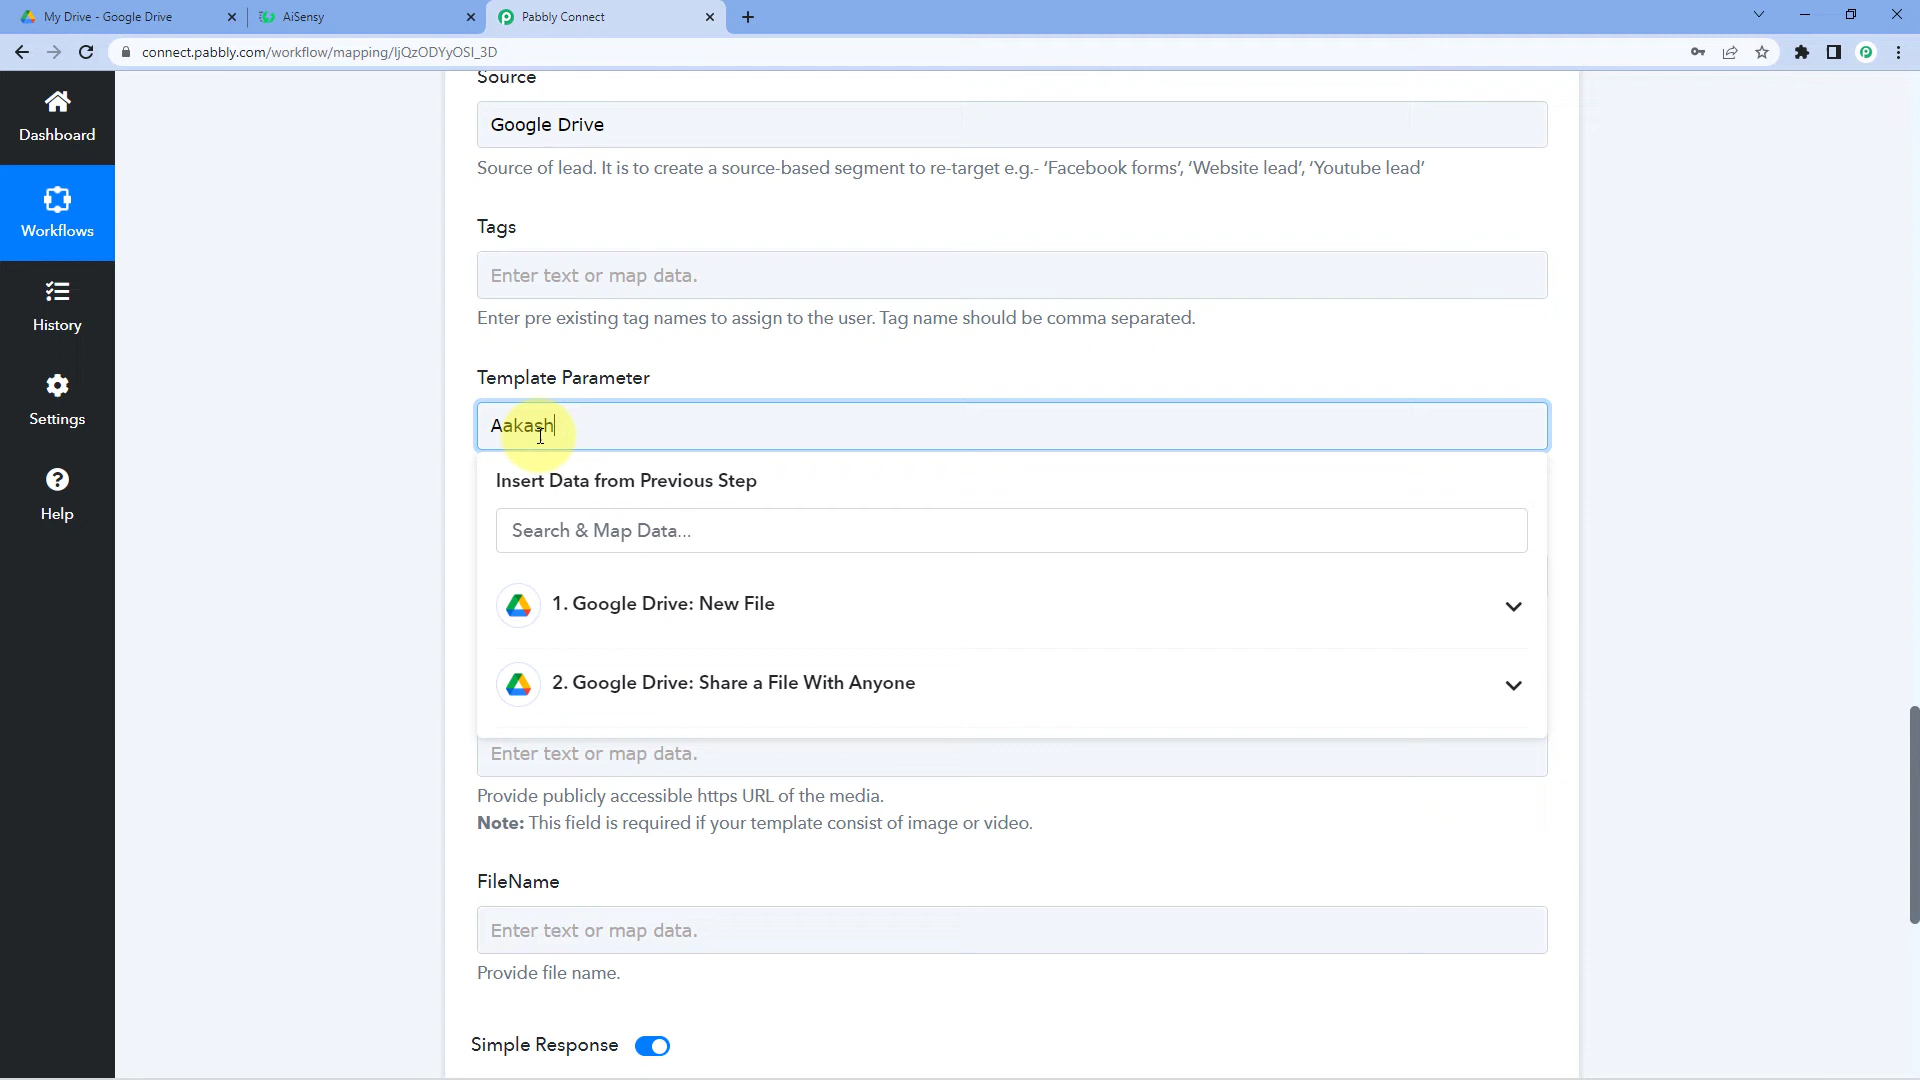 My Drive - Google Drive
AiSensy
Pabbly Connect
connect.pabbly.com/workflow/mapping/IjQzODYyOSI_3D
Dashboard
Workflows
History
Settings
Help
Source
Google Drive
Source of lead. It is to create a source-based segment to re-target e.g.- ‘Facebook forms’, ‘Website lead’, ‘Youtube lead’
Tags
Enter text or map data.
Enter pre existing tag names to assign to the user. Tag name should be comma separated.
Template Parameter
Aakash
Insert Data from Previous Step
Search & Map Data...
1. Google Drive: New File
2. Google Drive: Share a File With Anyone
Enter text or map data.
Provide publicly accessible https URL of the media.
Note: This field is required if your template consist of image or video.
FileName
Enter text or map data.
Provide file name.
Simple Response